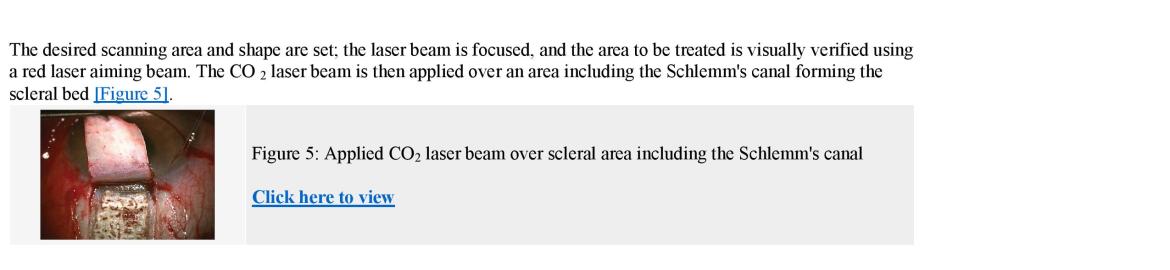 The desired scanning area and shape are set; the laser beam is focused, and the area to be treated is visually verified using
a red laser aiming beam. The CO 2 laser beam is then applied over an area including the Schlemm's canal forming the
scleral bed [Figure 5].
Figure 5: Applied CO2 laser beam over scleral area including the Schlemm's canal
Click here to view